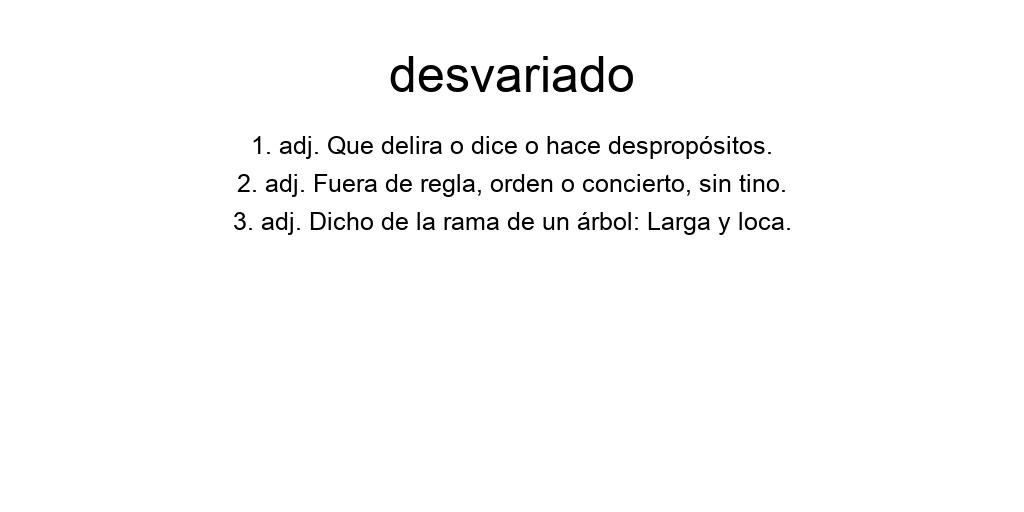 desvariado
1. adj. Que delira o dice o hace despropósitos.
2. adj. Fuera de regla, orden o concierto, sin tino.
3. adj. Dicho de la rama de un árbol: Larga y loca.